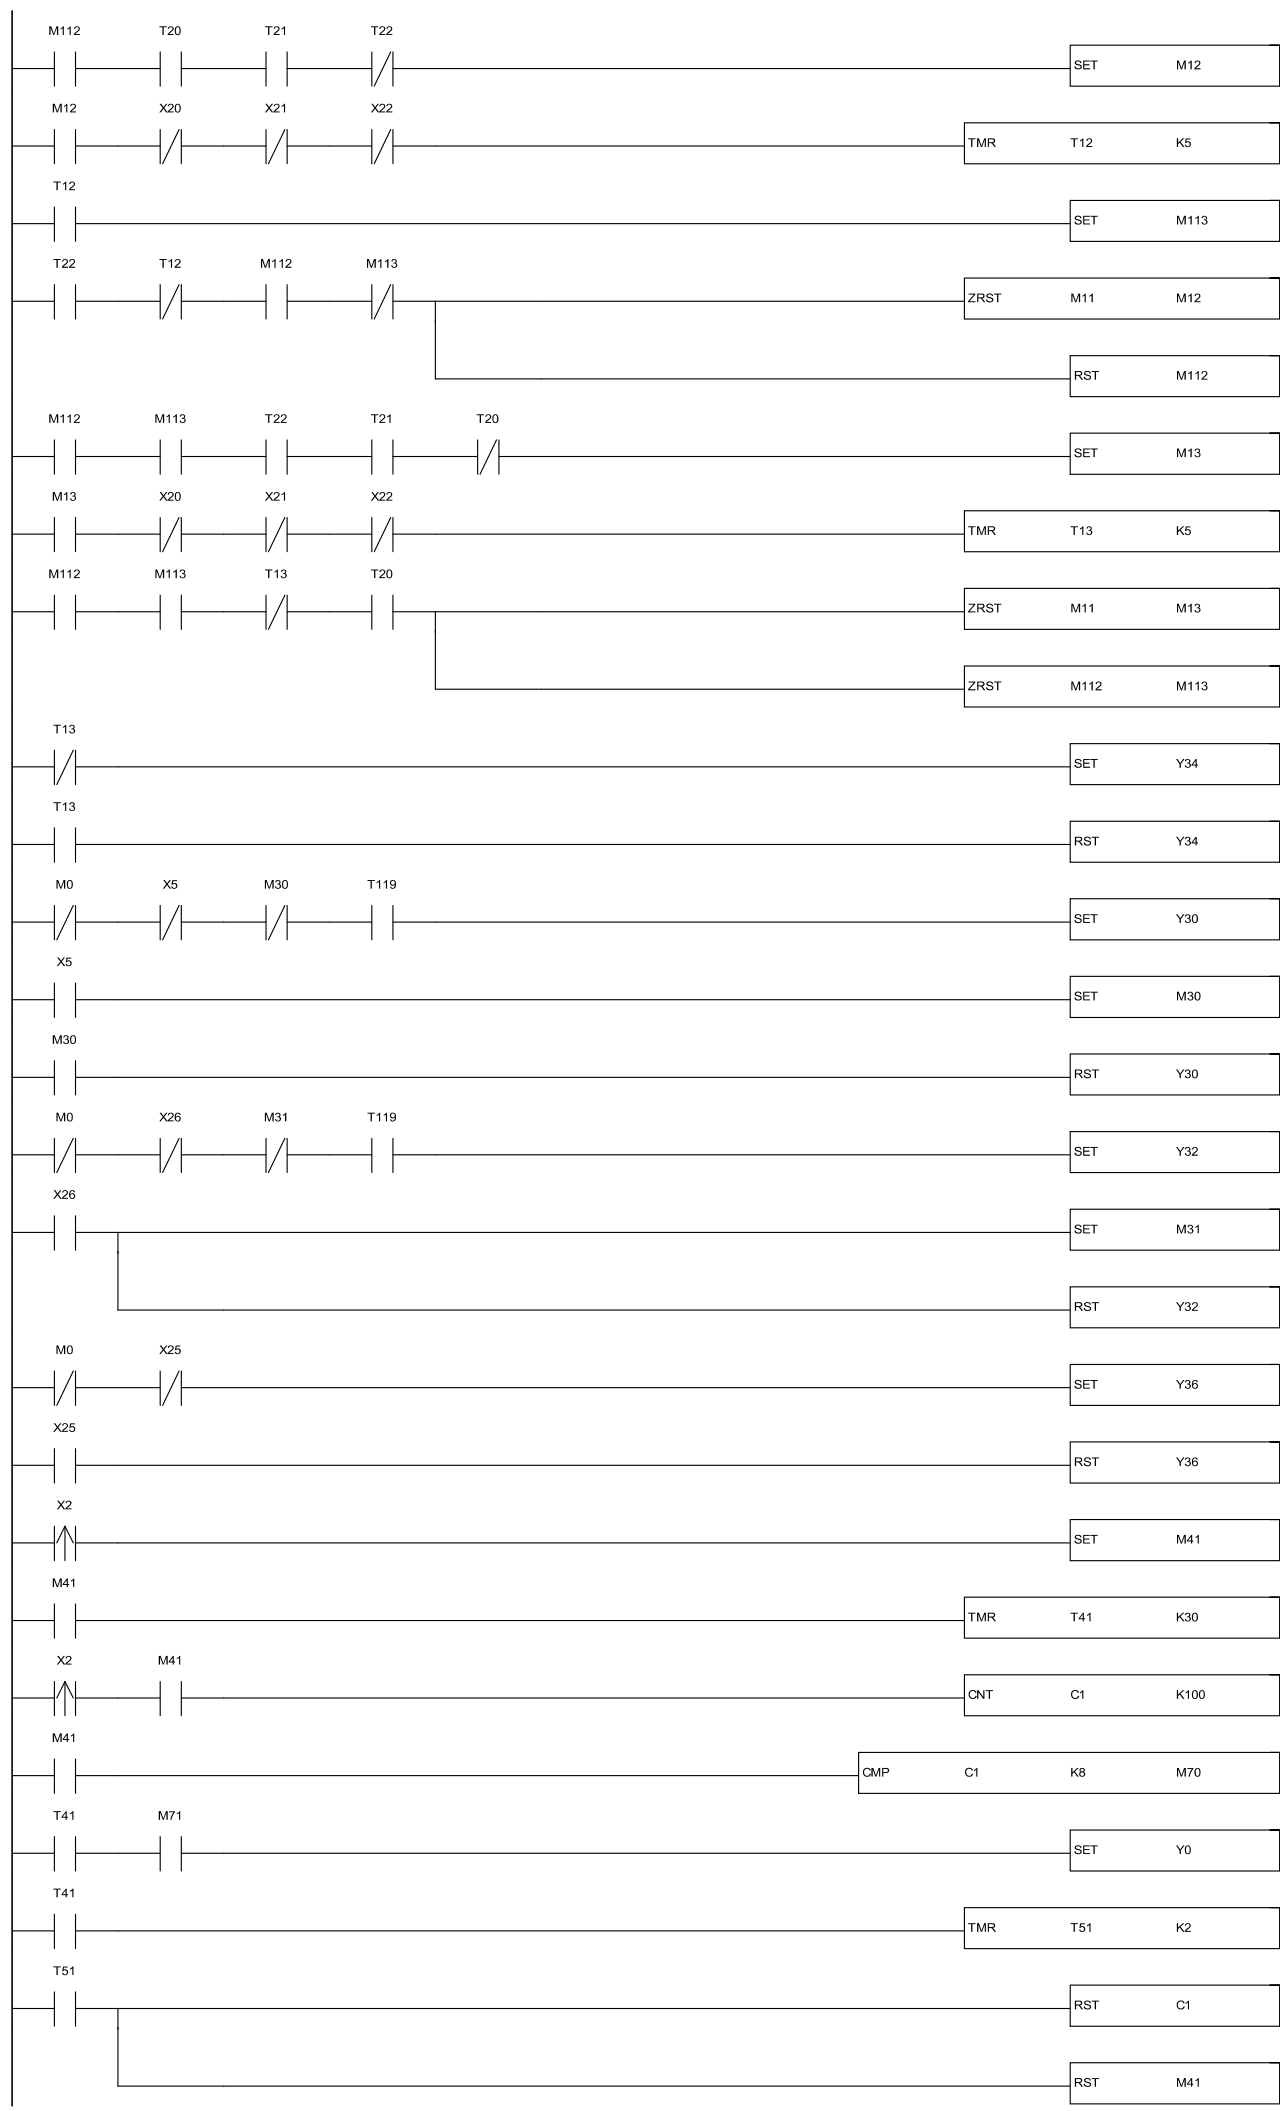 M112 T20 T21 T22
SET M12
M12 X20 X21 X22
TMR T12 K5
T12
SET M113
T22 T12 M112 M113
ZRST M11 M12
RST M112
M112 M113 T22 T21 T20
SET M13
M13 X20 X21 X22
TMR T13 K5
M112 M113 T13 T20
ZRST M11 M13
ZRST M112 M113
T13
SET Y34
T13
RST Y34
M0 X5 M30 T119
SET Y30
X5
SET M30
M30
RST Y30
M0 X26 M31 T119
SET Y32
X26
SET M31
RST Y32
M0 X25
SET Y36
X25
RST Y36
X2
SET M41
M41
TMR T41 K30
X2 M41
CNT C1 K100
M41
CMP C1 K8 M70
T41 M71
SET Y0
T41
TMR T51 K2
T51
RST C1
RST M41